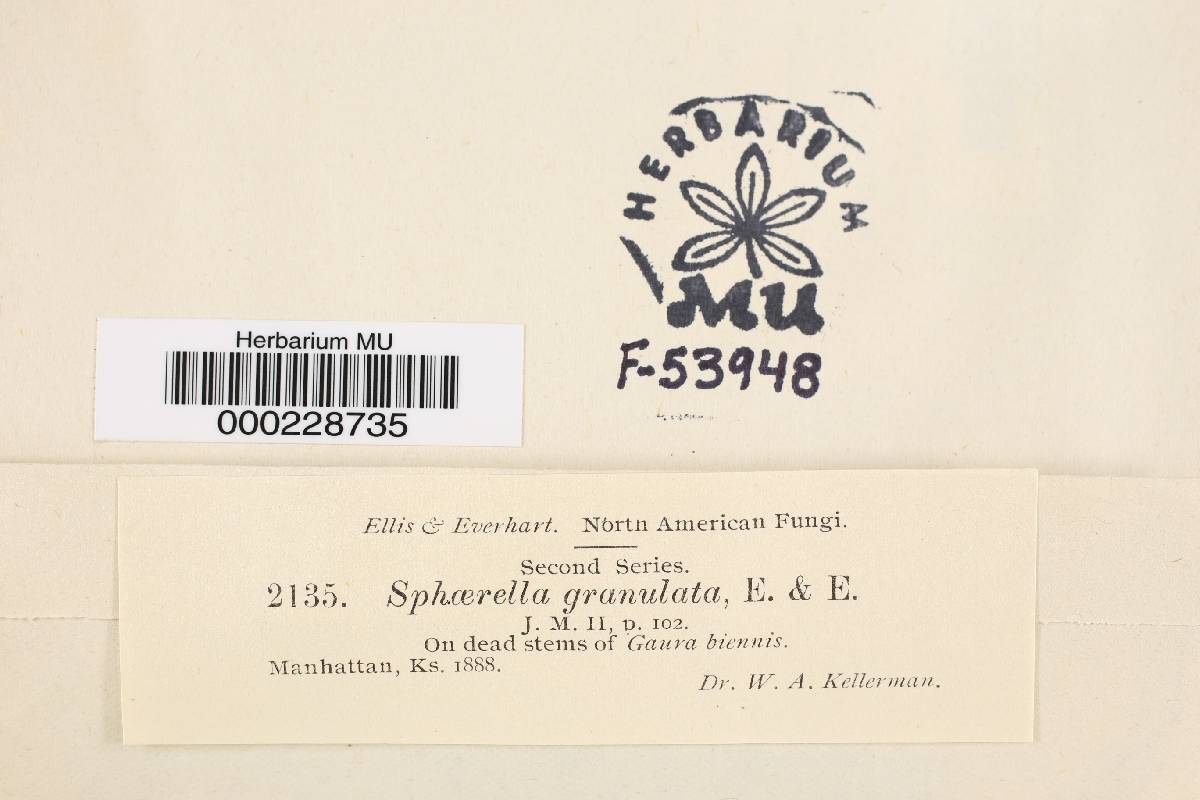 HERBARIUM
MU
F-53948
Herbarium MU
000228735
Ellis & Everhart. North American Fungi.
Second Series.
2135. Sphærella granulata, E. & E.
J. M. II, p. 102.
On dead stems of Gaura biennis.
Manhattan, Ks. 1888.
Dr. W. A. Kellerman.